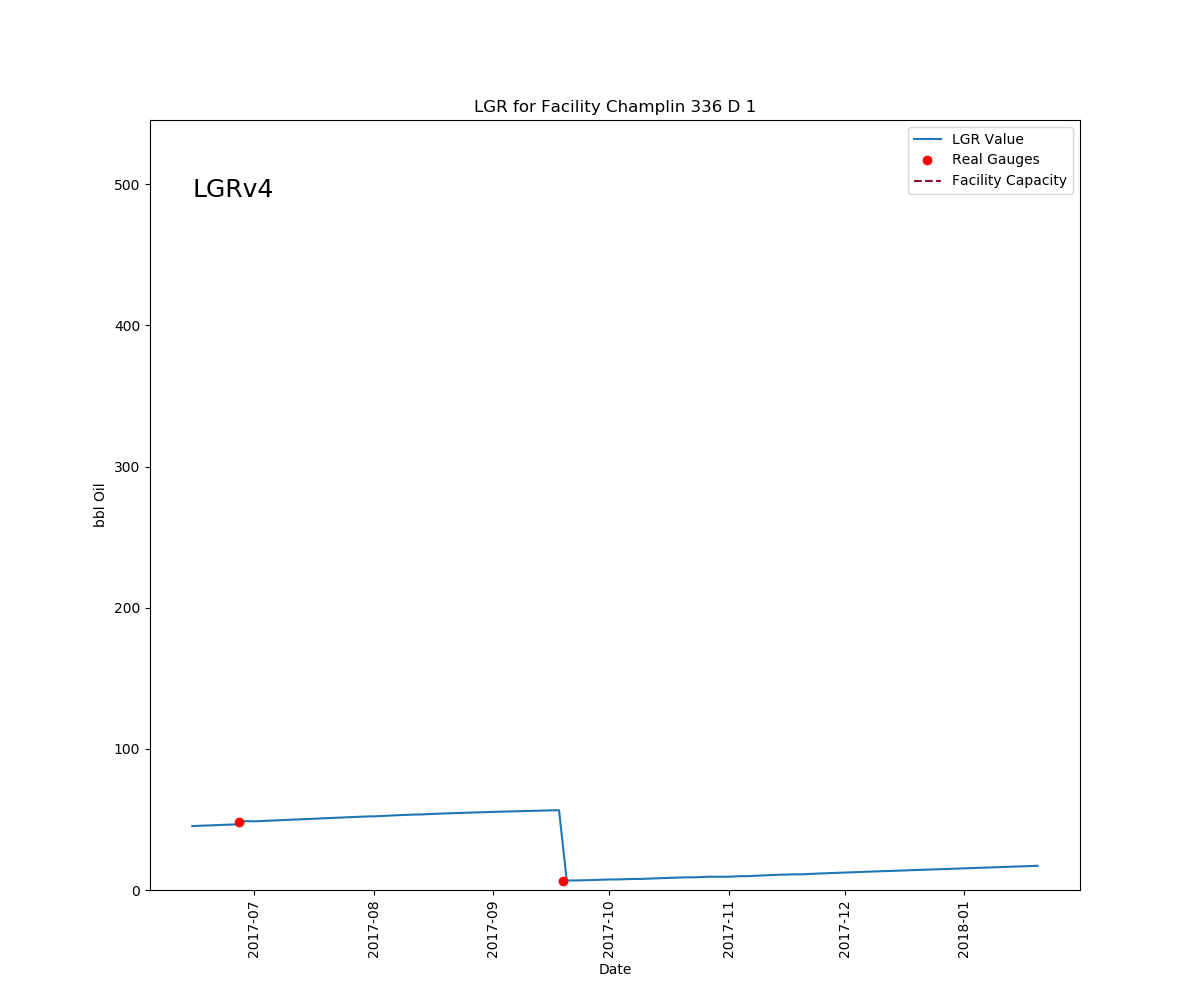 LGR for Facility Champlin 336 D 1
LGRv4
LGR Value
Real Gauges
Facility Capacity
500
400
300
200
100
0
bbl Oil
2017-07
2017-08
2017-09
2017-10
2017-11
2017-12
2018-01
Date